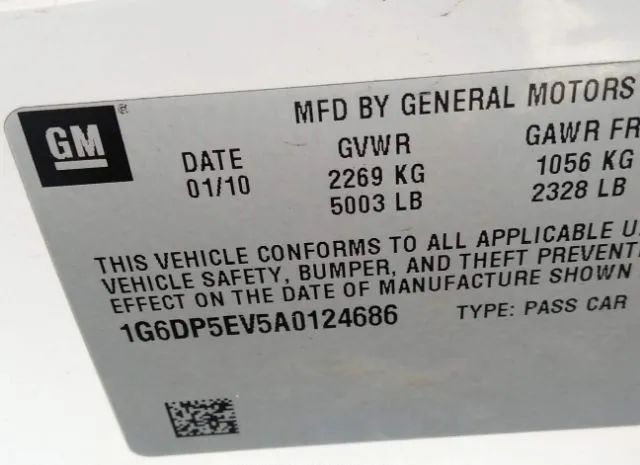 GM®
MFD BY GENERAL MOTORS
DATE GVWR GAWR FR
01/10 2269 KG 1056 KG
5003 LB 2328 LB
THIS VEHICLE CONFORMS TO ALL APPLICABLE U.
VEHICLE SAFETY, BUMPER, AND THEFT PREVENTI
EFFECT ON THE DATE OF MANUFACTURE SHOWN
1G6DP5EV5A0124686 TYPE: PASS CAR